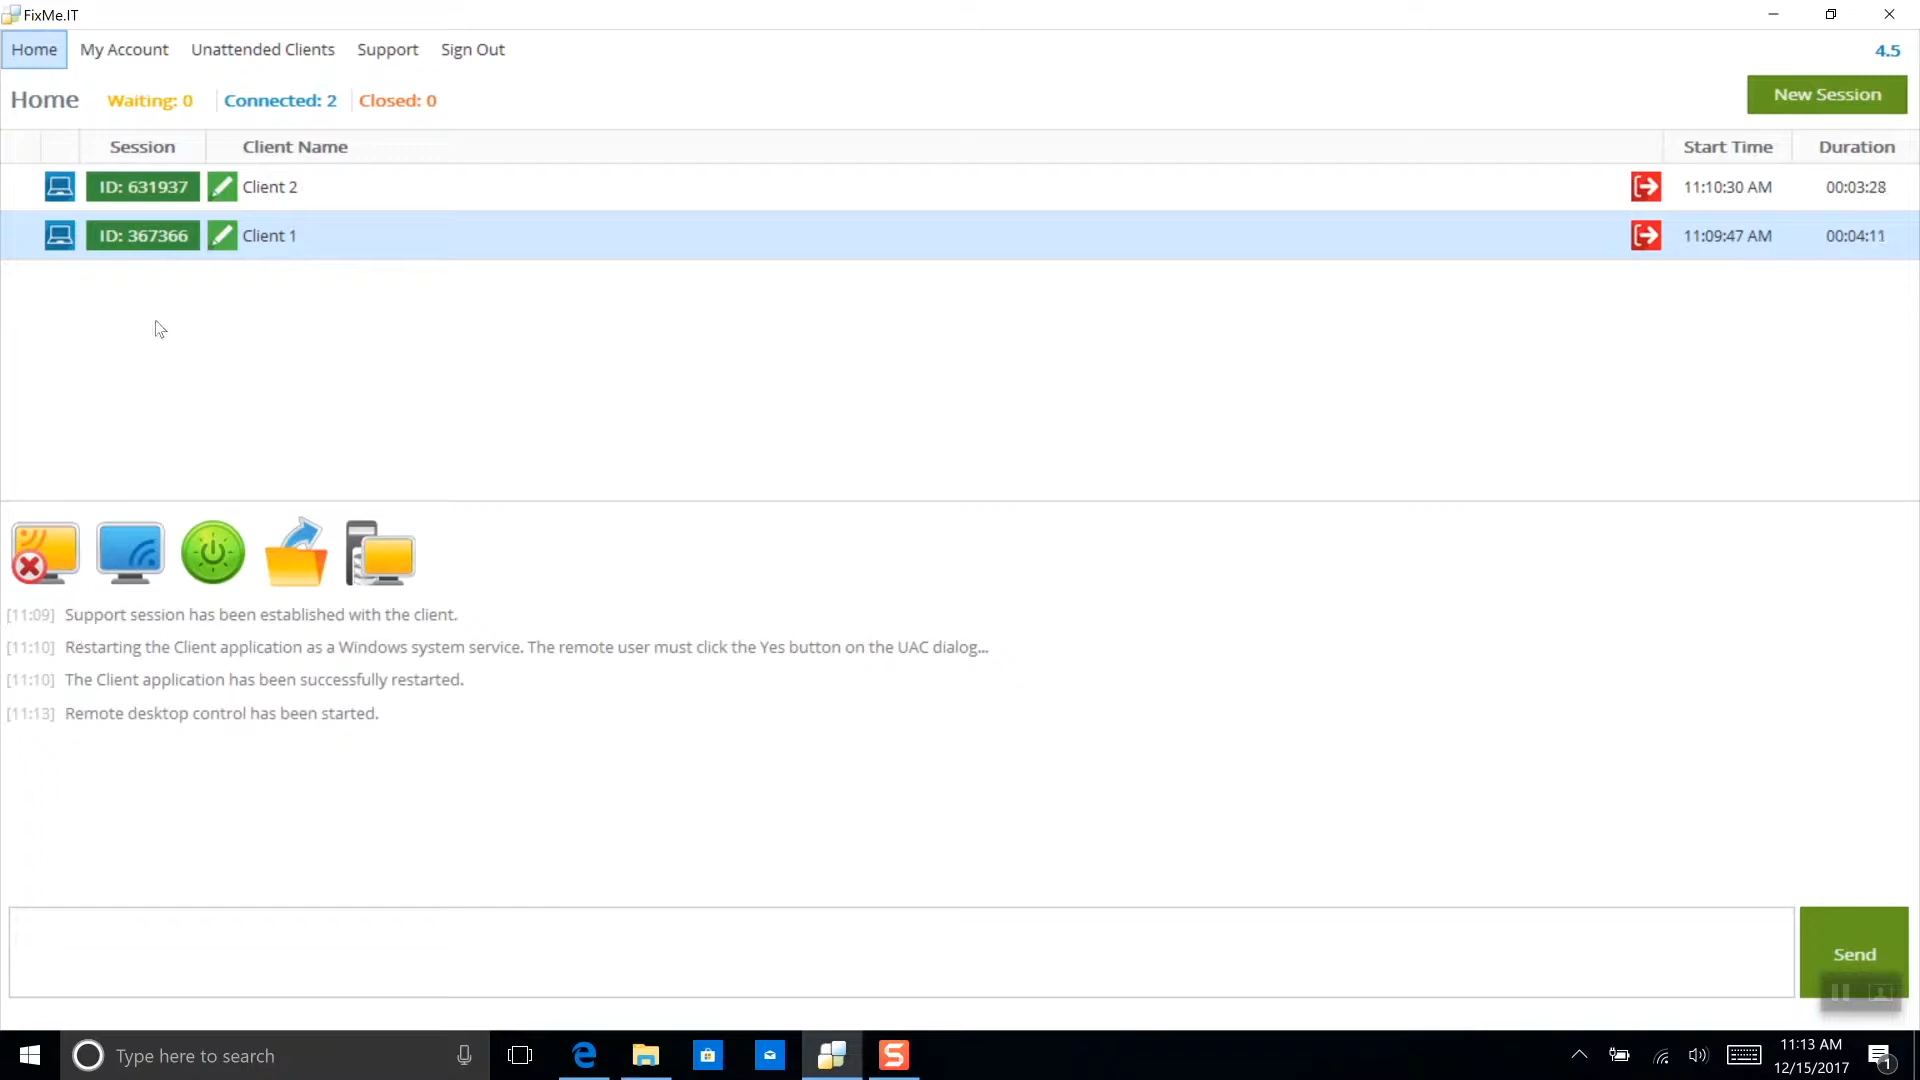 FixMe.IT
Home My Account Unattended Clients Support Sign Out 4.5
Home Waiting: 0 Connected: 2 Closed: 0 New Session
Session Client Name Start Time Duration
ID: 631937 Client 2 11:10:30 AM 00:03:28
ID: 367366 Client 1 11:09:47 AM 00:04:11
[11:09] Support session has been established with the client.
[11:10] Restarting the Client application as a Windows system service. The remote user must click the Yes button on the UAC dialog...
[11:10] The Client application has been successfully restarted.
[11:13] Remote desktop control has been started.
Send
Type here to search
11:13 AM
12/15/2017
1